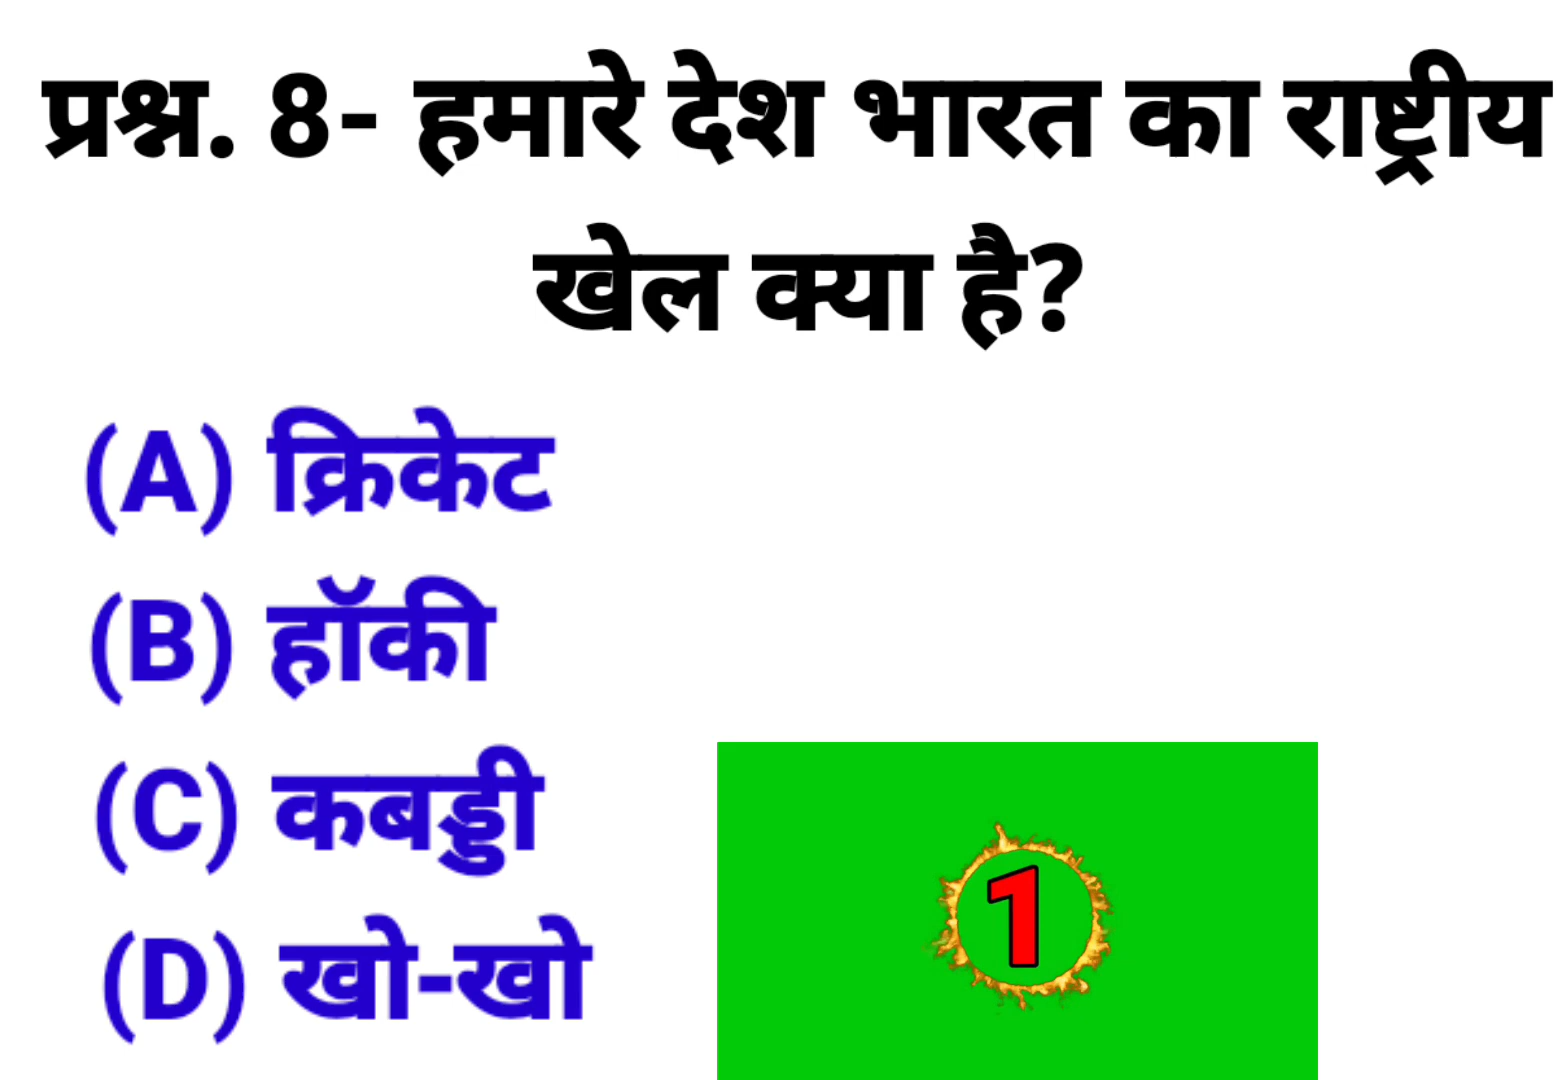 प्रश्न. 8- हमारे देश भारत का राष्ट्रीय
खेल क्या है?
(A) क्रिकेट
(B) हॉकी
(C) कबड्डी
(D) खो-खो
1